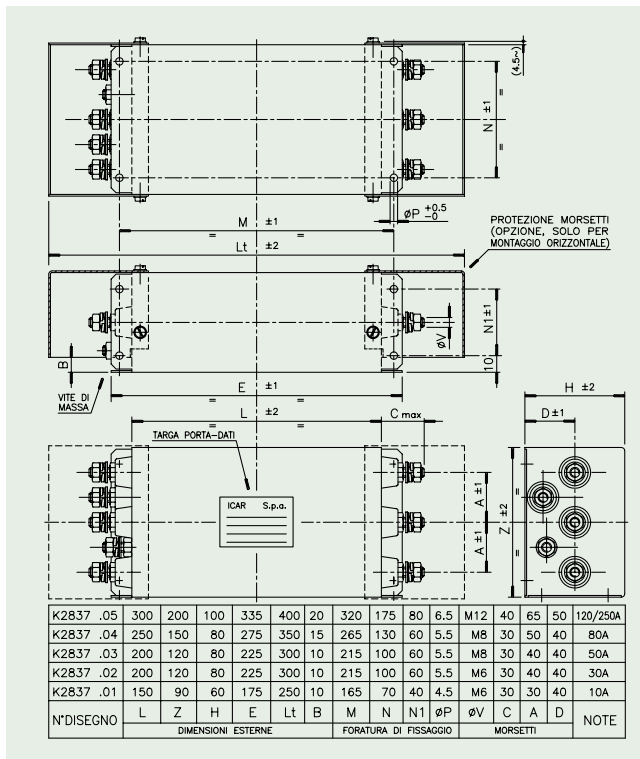 (4.5~)
N ±1
=
=
øP +0.5 -0
M ±1
= =
Lt ±2
PROTEZIONE MORSETTI
(OPZIONE, SOLO PER
MONTAGGIO ORIZZONTALE)
N1±1
øV
10
B
VITE DI
MASSA
E ±1
= =
L ±2
= =
C max
H ±2
D±1
TARGA PORTA-DATI
ICAR S.p.a.
A ±1
A ±1
Z ±2
=
=
K2837 .05 300 200 100 335 400 20 320 175 80 6.5 M12 40 65 50 120/250A
K2837 .04 250 150 80 275 350 15 265 130 60 5.5 M8 30 50 40 80A
K2837 .03 200 120 80 225 300 10 215 100 60 5.5 M8 30 40 40 50A
K2837 .02 200 120 80 225 300 10 215 100 60 5.5 M6 30 40 40 30A
K2837 .01 150 90 60 175 250 10 165 70 40 4.5 M6 30 30 40 10A
N°DISEGNO L Z H E Lt B M N N1 øP øV C A D NOTE
DIMENSIONI ESTERNE FORATURA DI FISSAGGIO MORSETTI